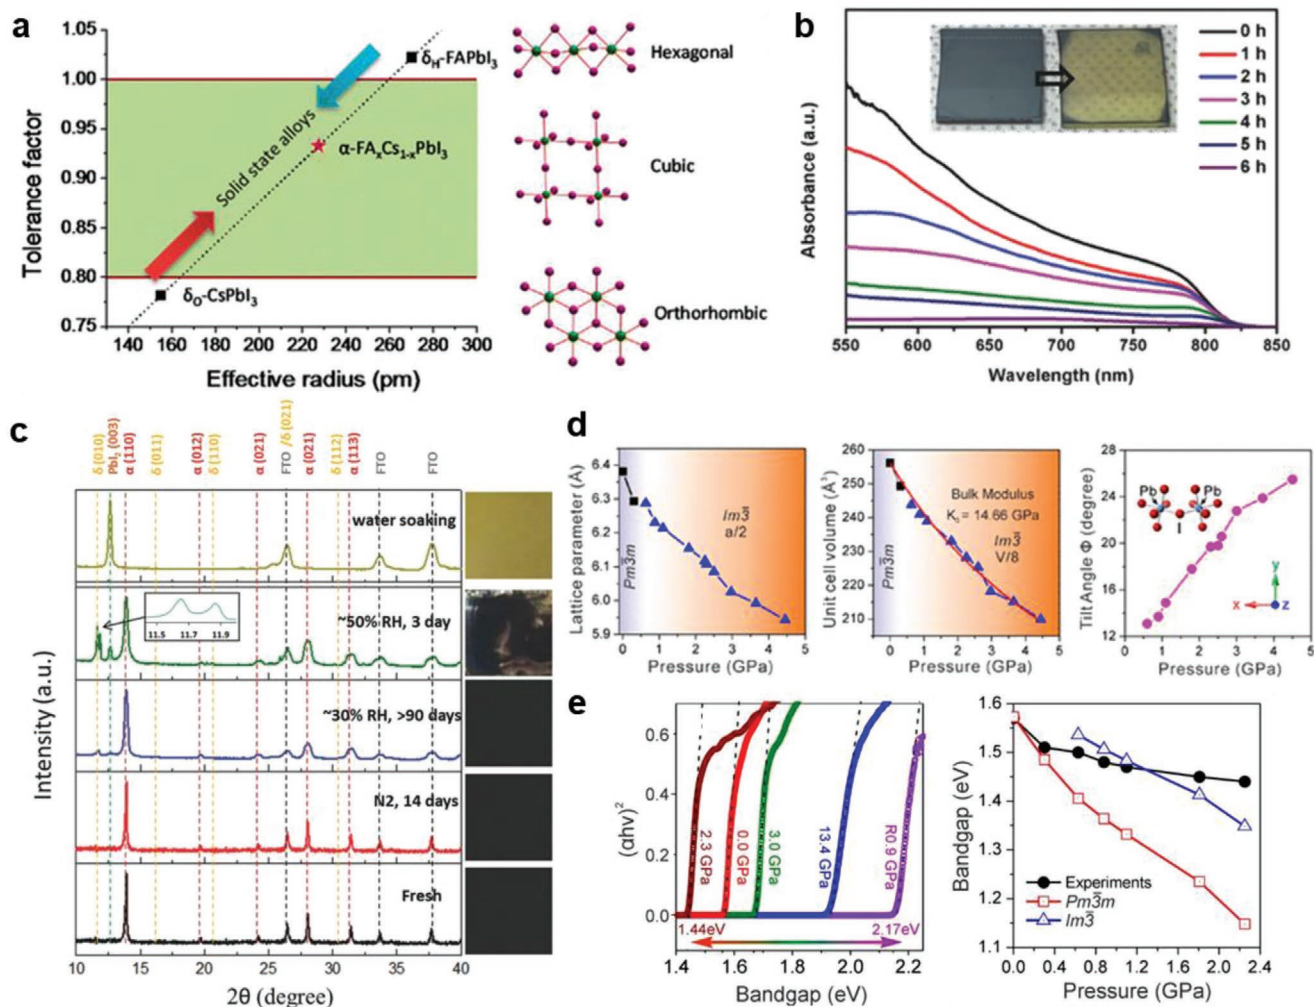 a
1.05
1.00
0.95
0.90
0.85
0.80
0.75
Tolerance factor
140 160 180 200 220 240 260 280 300
Effective radius (pm)
δH-FAPbI3
Solid state alloys
α-FAxCs1-xPbI3
δO-CsPbI3
Hexagonal
Cubic
Orthorhombic
b
Absorbance (a.u.)
0 h
1 h
2 h
3 h
4 h
5 h
6 h
550 600 650 700 750 800 850
Wavelength (nm)
c
δ (010)
PbI2 (003)
α (110)
δ (011)
α (012)
δ (110)
α (021)
FTO /δ (021)
α (021)
δ (112)
α (113)
FTO
FTO
Intensity (a.u.)
water soaking
~50% RH, 3 day
11.5 11.7 11.9
~30% RH, >90 days
N2, 14 days
Fresh
10 15 20 25 30 35 40
2θ (degree)
d
Lattice parameter (Å)
6.4
6.3
6.2
6.1
6.0
5.9
Pm3̄m
Im3̄
a/2
0 1 2 3 4 5
Pressure (GPa)
Unit cell volume (Å³)
260
250
240
230
220
210
Pm3̄m
Bulk Modulus
K0 = 14.66 GPa
Im3̄
V/8
0 1 2 3 4 5
Pressure (GPa)
Tilt Angle Φ (degree)
27
24
21
18
15
12
Pb Pb
I
Y
X Z
0 1 2 3 4 5
Pressure (GPa)
e
(αhv)²
0.6
0.4
0.2
0.0
2.3 GPa
0.0 GPa
3.0 GPa
13.4 GPa
R0.9 GPa
1.44eV 2.17eV
1.4 1.6 1.8 2.0 2.2
Bandgap (eV)
Bandgap (eV)
1.6
1.5
1.4
1.3
1.2
1.1
Experiments
Pm3̄m
Im3̄
0.0 0.4 0.8 1.2 1.6 2.0 2.4
Pressure (GPa)